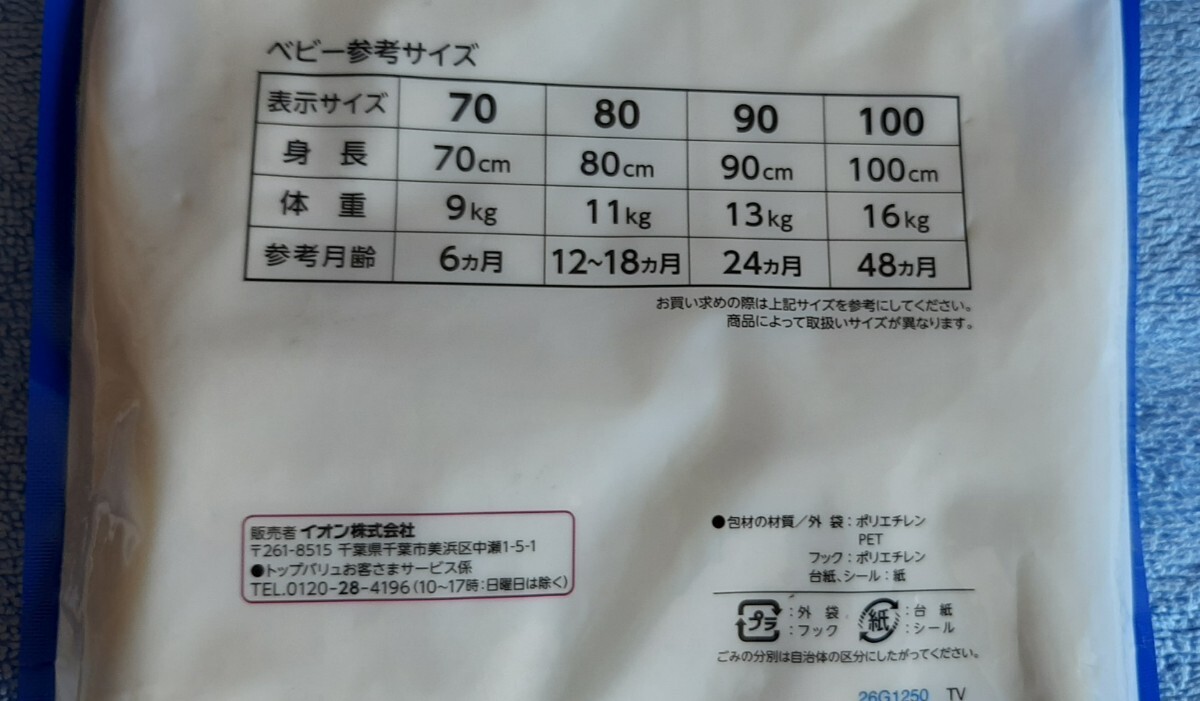 ベビー参考サイズ
表示サイズ 70 80 90 100
身長 70cm 80cm 90cm 100cm
体重 9kg 11kg 13kg 16kg
参考月齢 6カ月 12~18カ月 24カ月 48カ月
お買い求めの際は上記サイズを参考にしてください。
商品によって取扱いサイズが異なります。
販売者 イオン株式会社
〒261-8515 千葉県千葉市美浜区中瀬1-5-1
●トップバリュお客さまサービス係
TEL.0120-28-4196(10~17時:日曜日は除く)
●包材の材質/外 袋:ポリエチレン
PET
フック:ポリエチレン
台紙、シール:紙
プラ :外 袋 紙 :台 紙
:フック :シール
ごみの分別は自治体の区分にしたがってください。
26G1250 TV